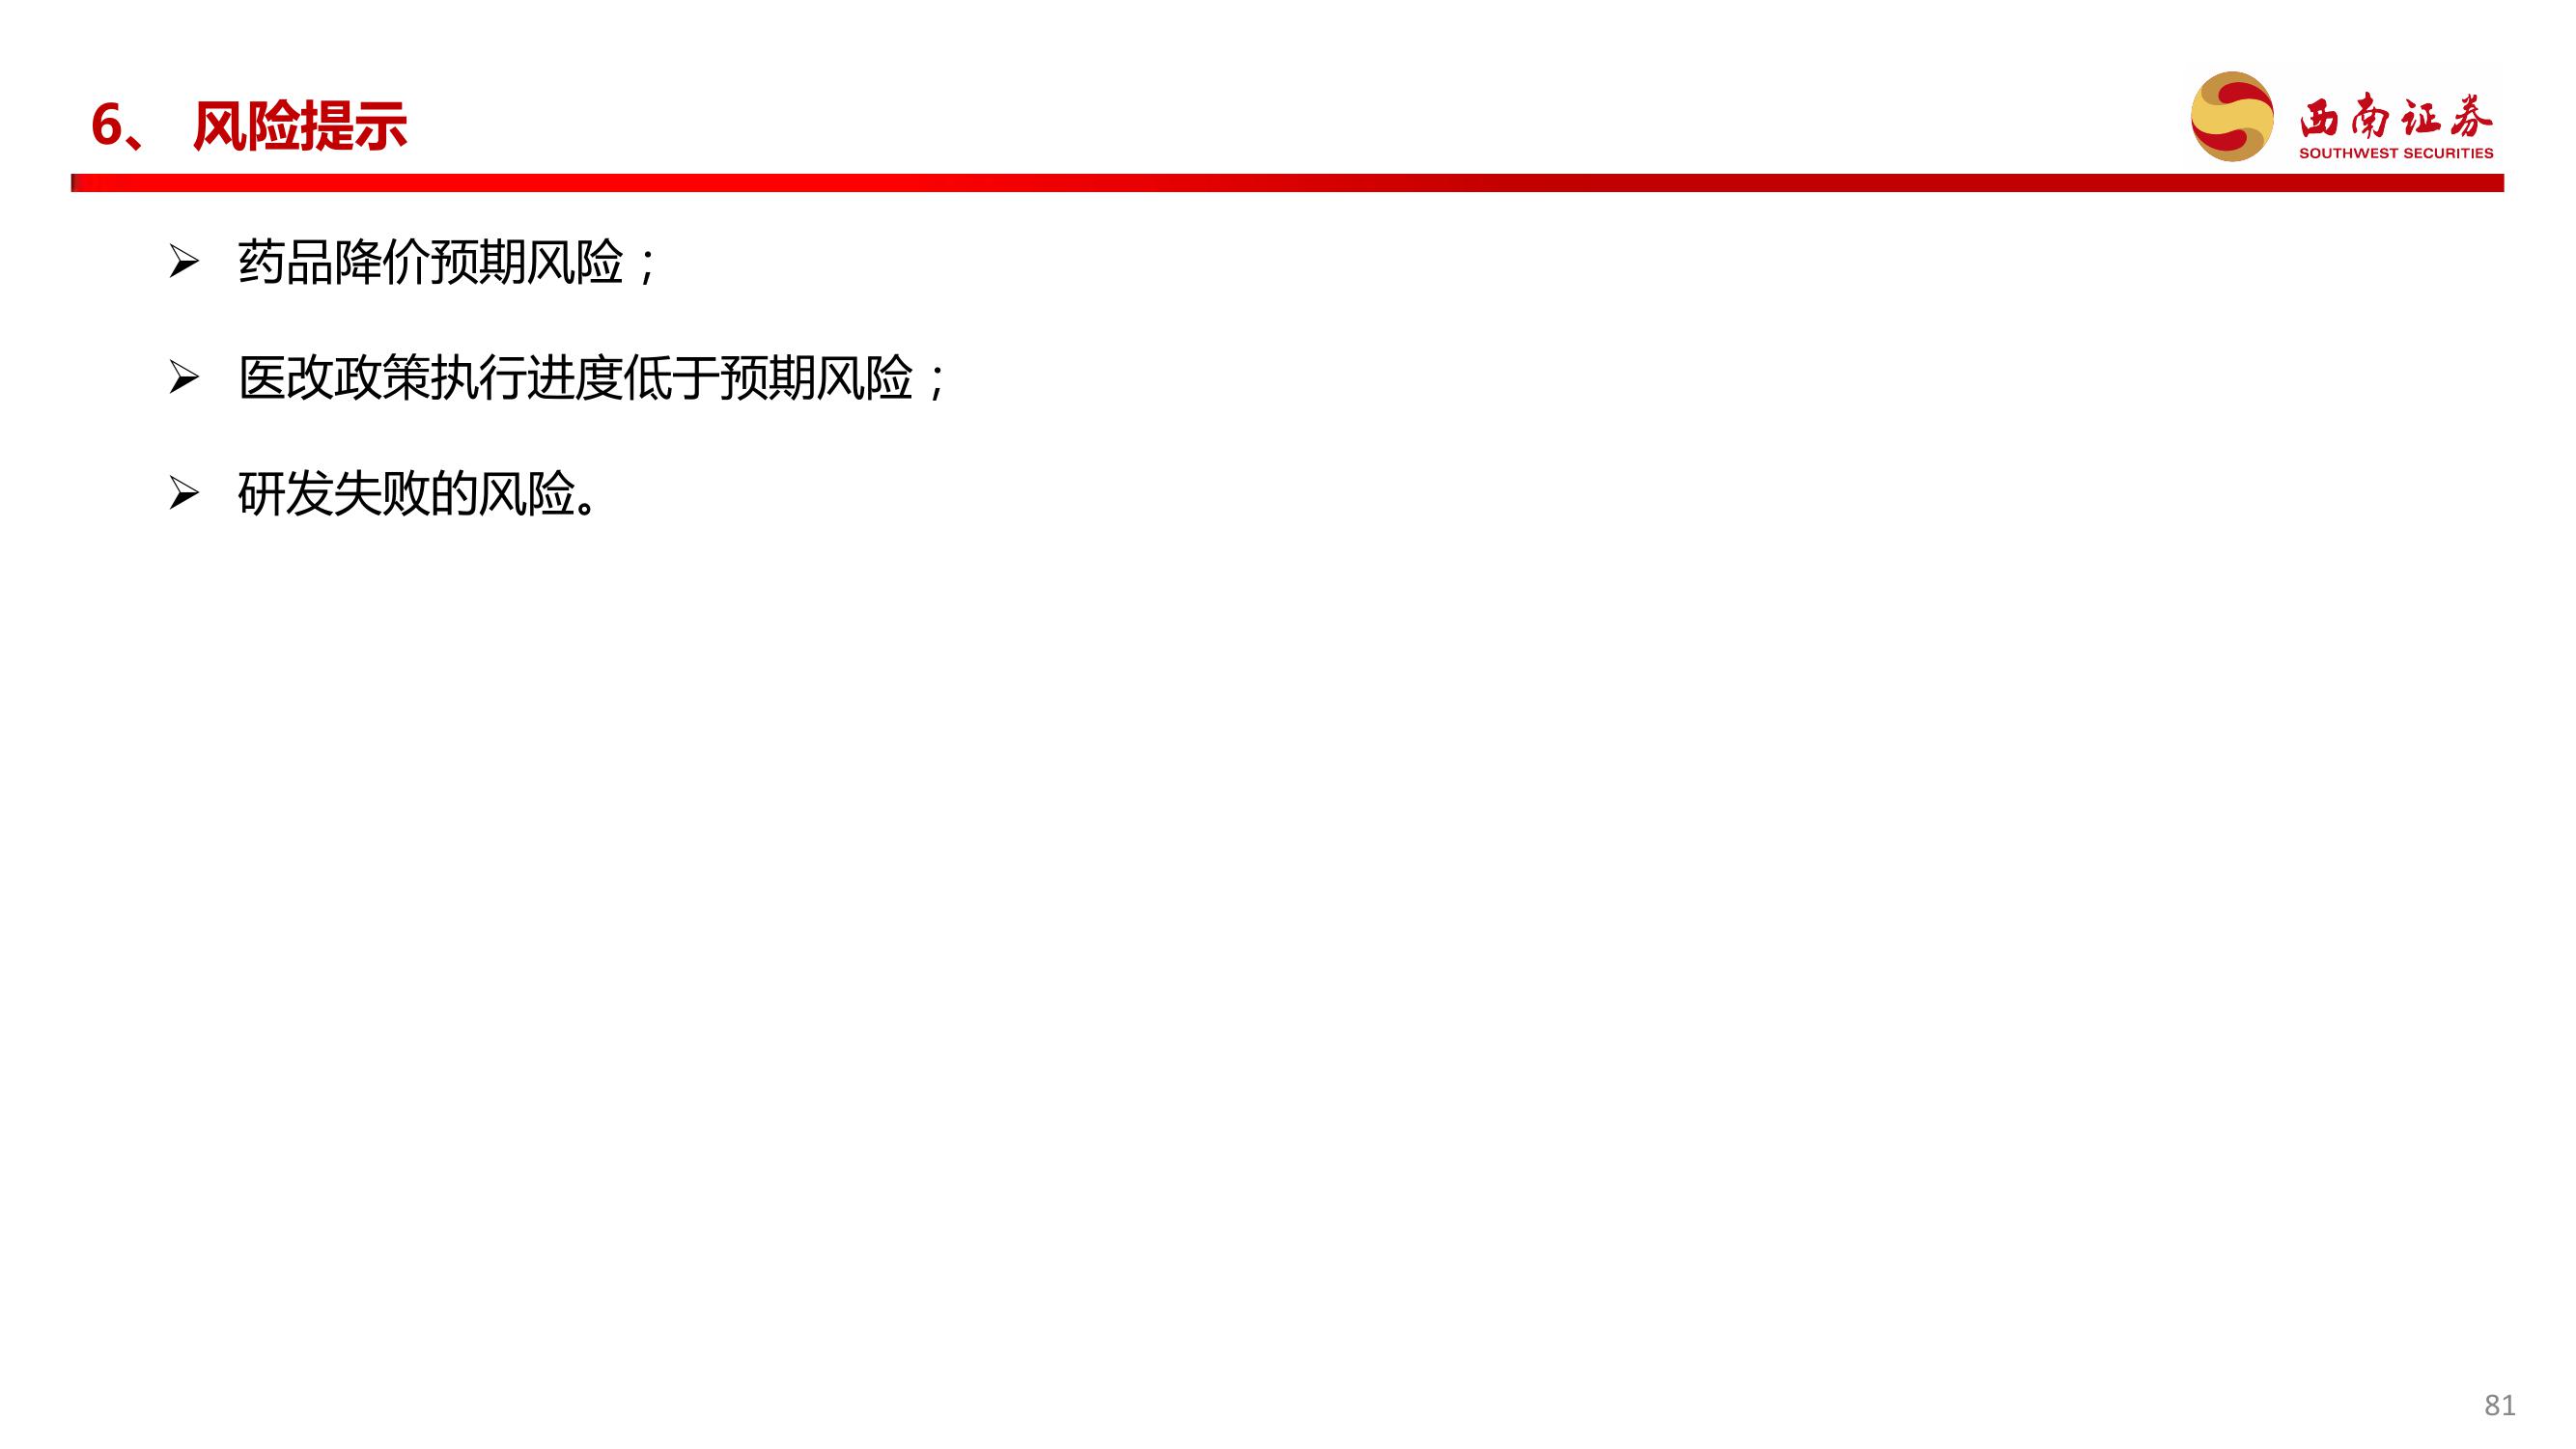 6、 风险提示
西南证券
SOUTHWEST SECURITIES
➢ 药品降价预期风险；
➢ 医改政策执行进度低于预期风险；
➢ 研发失败的风险。
81